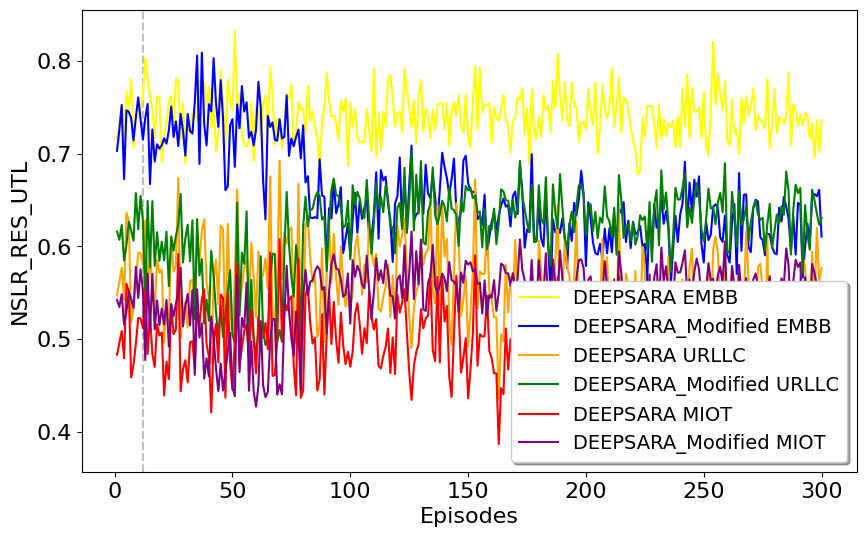 NSLR_RES_UTL
0.8
0.7
0.6
0.5
0.4
DEEPSARA EMBB
DEEPSARA_Modified EMBB
DEEPSARA URLLC
DEEPSARA_Modified URLLC
DEEPSARA MIOT
DEEPSARA_Modified MIOT
0 50 100 150 200 250 300
Episodes